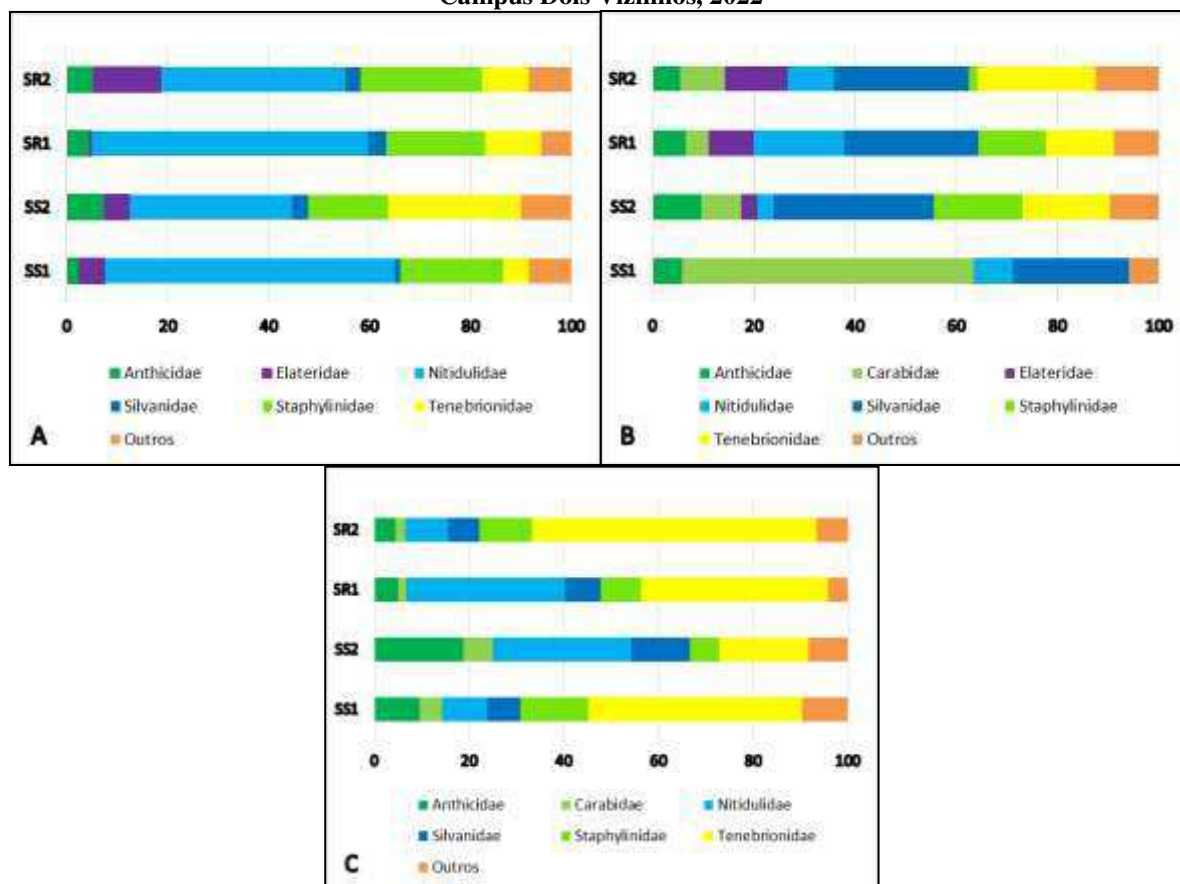 Campus Dois Vizinhos, 2022
SR2
SR1
SS2
SS1
0 20 40 60 80 100
Anthicidae Elateridae Nitidulidae
Silvanidae Staphylinidae Tenebrionidae
Outros
A
SR2
SR1
SS2
SS1
0 20 40 60 80 100
Anthicidae Carabidae Elateridae
Nitidulidae Silvanidae Staphylinidae
Tenebrionidae Outros
B
SR2
SR1
SS2
SS1
0 20 40 60 80 100
Anthicidae Carabidae Nitidulidae
Silvanidae Staphylinidae Tenebrionidae
Outros
C